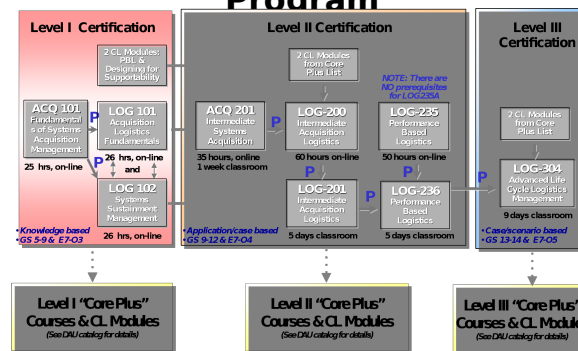 Program
Level I  Certification
2 CL Modules:
PBL &
Designing for
Supportability
ACQ 101
Fundamental
s of Systems
Acquisition
Management
25 hrs, on-line
P
LOG 101
Acquisition
Logistics
Fundamentals
P
26 hrs, on-line
and
LOG 102
Systems
Sustainment
Management
26 hrs, on-line
•Knowledge based
•GS 5-9 & E7-O3
Level II Certification
2 CL Modules
from Core
Plus List
NOTE: There are
NO prerequisites
for LOG235A
ACQ 201
Intermediate
Systems
Acquisition
35 hours, online
1 week classroom
P
LOG-200
Intermediate
Acquisition
Logistics
60 hours on-line
LOG-235
Performance
Based
Logistics
50 hours on-line
P
P
LOG-201
Intermediate
Acquisition
Logistics
5 days classroom
P
LOG-236
Performance
Based
Logistics
5 days classroom
•Application/case based
•GS 9-12 & E7-O4
Level III
Certification
2 CL Modules
from Core
Plus List
P
LOG-304
Advanced Life
Cycle Logistics
Management
9 days classroom
•Case/scenario based
•GS 13-14 & E7-O5
Level I “Core Plus”
Courses & CL Modules
(See DAU catalog for details)
Level II “Core Plus”
Courses & CL Modules
(See DAU catalog for details)
Level III “Core Plus”
Courses & CL Modules
(See DAU catalog for details)